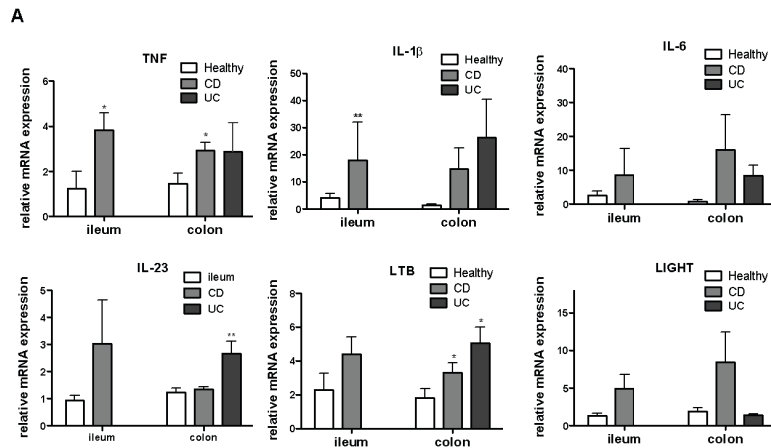 A
TNF
Healthy
CD
UC
relative mRNA expression
6
4
2
0
*
*
ileum
colon
IL-1β
Healthy
CD
UC
relative mRNA expression
50
40
30
20
10
0
**
ileum
colon
IL-6
Healthy
CD
UC
relative mRNA expression
40
30
20
10
0
ileum
colon
IL-23
ileum
CD
UC
relative mRNA expression
5
4
3
2
1
0
**
ileum
colon
LTB
Healthy
CD
UC
relative mRNA expression
8
6
4
2
0
*
*
ileum
colon
LIGHT
Healthy
CD
UC
relative mRNA expression
15
10
5
0
ileum
colon